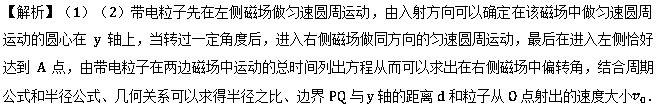 【解析】（1）（2）带电粒子先在左侧磁场做匀速圆周运动，由入射方向可以确定在该磁场中做匀速圆周
运动的圆心在 y 轴上，当转过一定角度后，进入右侧磁场做同方向的匀速圆周运动，最后在进入左侧恰好
达到 A 点，由带电粒子在两边磁场中运动的总时间列出方程从而可以求出在右侧磁场中偏转角，结合周期
公式和半径公式、几何关系可以求得半径之比、边界 PQ 与 y 轴的距离 d 和粒子从 O 点射出的速度大小v₀.